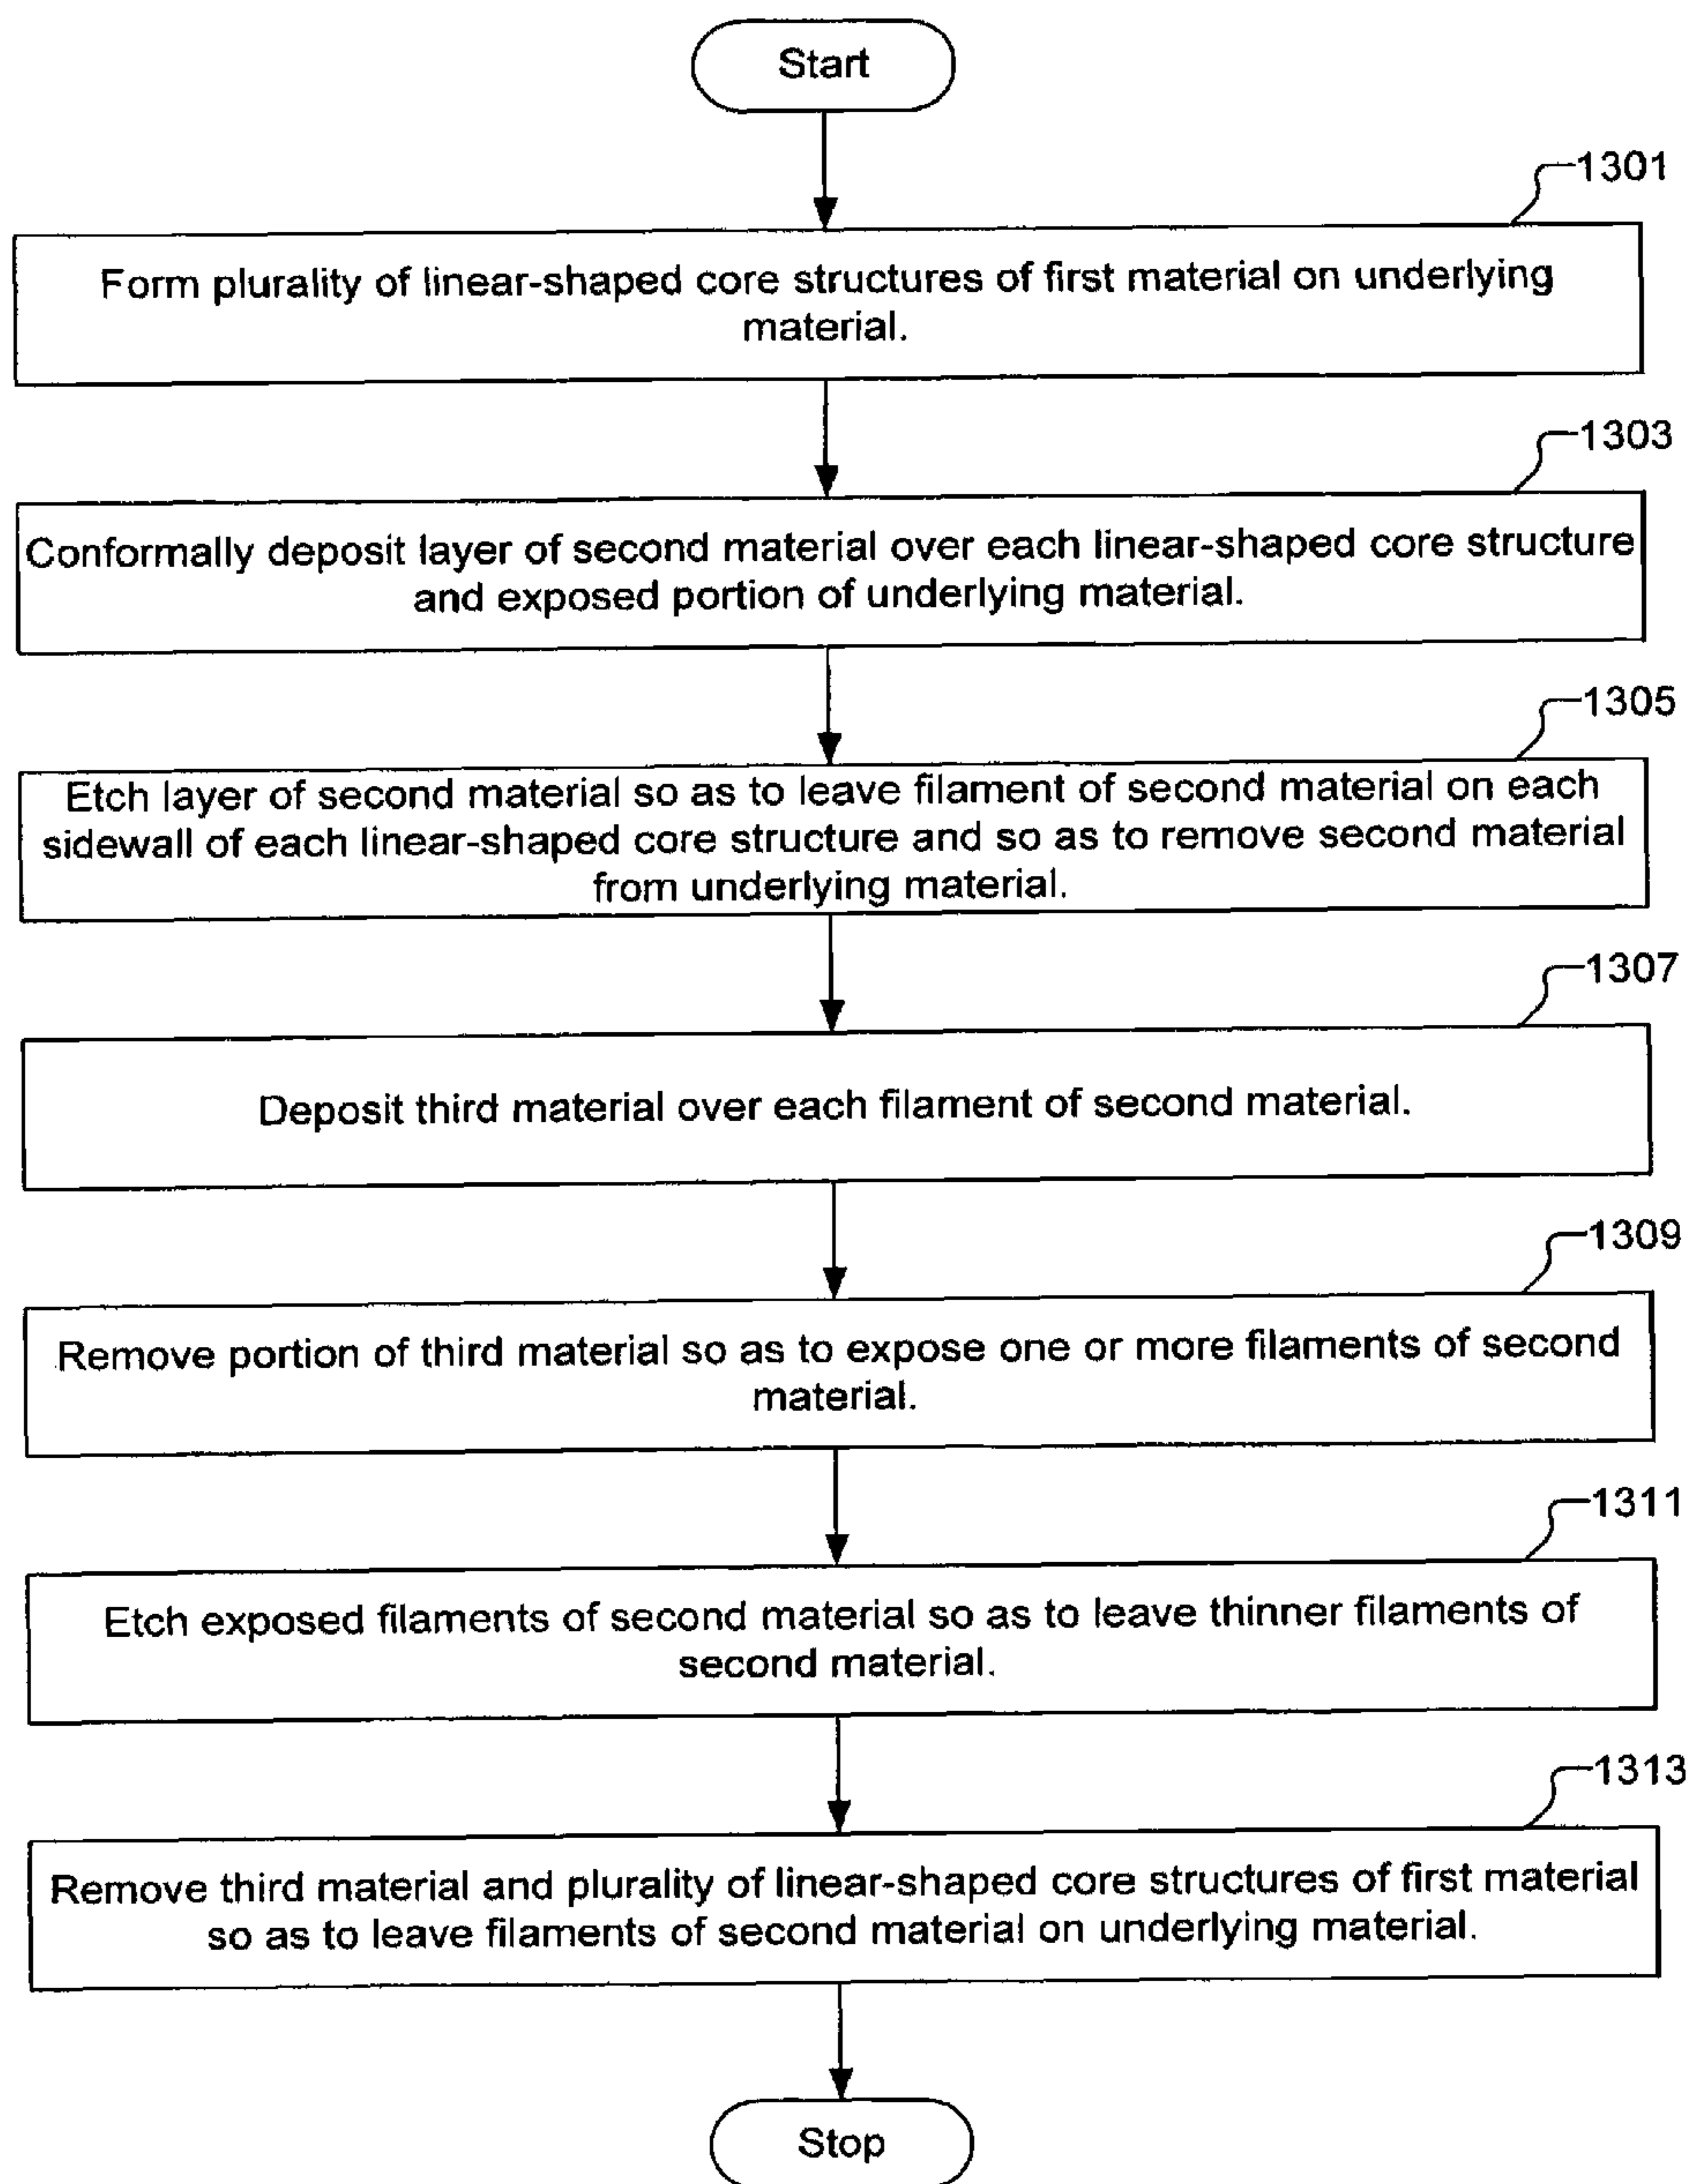 Start
1301
Form plurality of linear-shaped core structures of first material on underlying
material.
1303
Conformally deposit layer of second material over each linear-shaped core structure
and exposed portion of underlying material.
1305
Etch layer of second material so as to leave filament of second material on each
sidewall of each linear-shaped core structure and so as to remove second material
from underlying material.
1307
Deposit third material over each filament of second material.
1309
Remove portion of third material so as to expose one or more filaments of second
material.
1311
Etch exposed filaments of second material so as to leave thinner filaments of
second material.
1313
Remove third material and plurality of linear-shaped core structures of first material
so as to leave filaments of second material on underlying material.
Stop